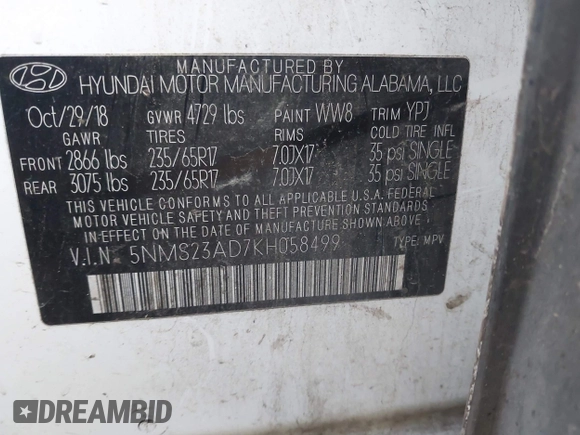 MANUFACTURED BY
HYUNDAI MOTOR MANUFACTURING ALABAMA, LLC
Oct/29/18 GVWR 4729 lbs PAINT WW8 TRIM YPJ
GAWR TIRES RIMS COLD TIRE INFL
FRONT 2866 lbs 235/65R17 7.0JX17 35 psi SINGLE
REAR 3075 lbs 235/65R17 7.0JX17 35 psi SINGLE
THIS VEHICLE CONFORMS TO ALL APPLICABLE U.S.A. FEDERAL
MOTOR VEHICLE SAFETY AND BUMPER AND THEFT PREVENTION STANDARDS
IN EFFECT ON THE DATE OF MANUFACTURE SHOWN ABOVE
V.I.N. 5NMS23AD7KH058499 TYPE: MPV
DREAMBID